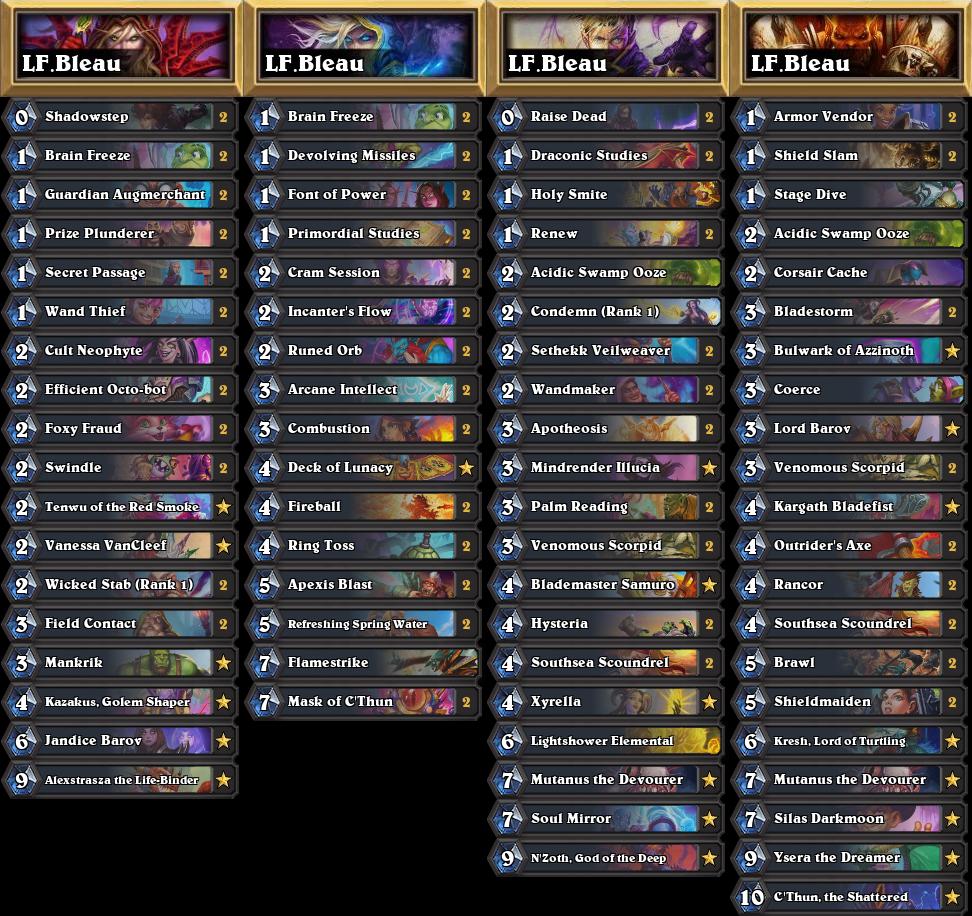 LF.Bleau
0 Shadowstep 2
1 Brain Freeze 2
1 Guardian Augmerchant 2
1 Prize Plunderer 2
1 Secret Passage 2
1 Wand Thief 2
2 Cult Neophyte 2
2 Efficient Octo-bot 2
2 Foxy Fraud 2
2 Swindle 2
2 Tenwu of the Red Smoke
2 Vanessa VanCleef
2 Wicked Stab (Rank 1) 2
3 Field Contact 2
3 Mankrik
4 Kazakus, Golem Shaper
6 Jandice Barov
9 Alexstrasza the Life-Binder
LF.Bleau
1 Brain Freeze 2
1 Devolving Missiles 2
1 Font of Power 2
1 Primordial Studies 2
2 Cram Session 2
2 Incanter's Flow 2
2 Runed Orb 2
3 Arcane Intellect 2
3 Combustion 2
4 Deck of Lunacy
4 Fireball 2
4 Ring Toss 2
5 Apexis Blast 2
5 Refreshing Spring Water 2
7 Flamestrike
7 Mask of C'Thun 2
LF.Bleau
0 Raise Dead 2
1 Draconic Studies 2
1 Holy Smite
1 Renew 2
2 Acidic Swamp Ooze
2 Condemn (Rank 1)
2 Sethekk Veilweaver 2
2 Wandmaker 2
3 Apotheosis 2
3 Mindrender Illucia
3 Palm Reading 2
3 Venomous Scorpid 2
4 Blademaster Samuro
4 Hysteria 2
4 Southsea Scoundrel 2
4 Xyrella
6 Lightshower Elemental
7 Mutanus the Devourer
7 Soul Mirror
9 N'Zoth, God of the Deep
LF.Bleau
1 Armor Vendor 2
1 Shield Slam 2
1 Stage Dive
2 Acidic Swamp Ooze
2 Corsair Cache
3 Bladestorm 2
3 Bulwark of Azzinoth
3 Coerce
3 Lord Barov
3 Venomous Scorpid 2
4 Kargath Bladefist
4 Outrider's Axe 2
4 Rancor 2
4 Southsea Scoundrel 2
5 Brawl 2
5 Shieldmaiden 2
6 Kresh, Lord of Turtling
7 Mutanus the Devourer
7 Silas Darkmoon
9 Ysera the Dreamer
10 C'Thun, the Shattered